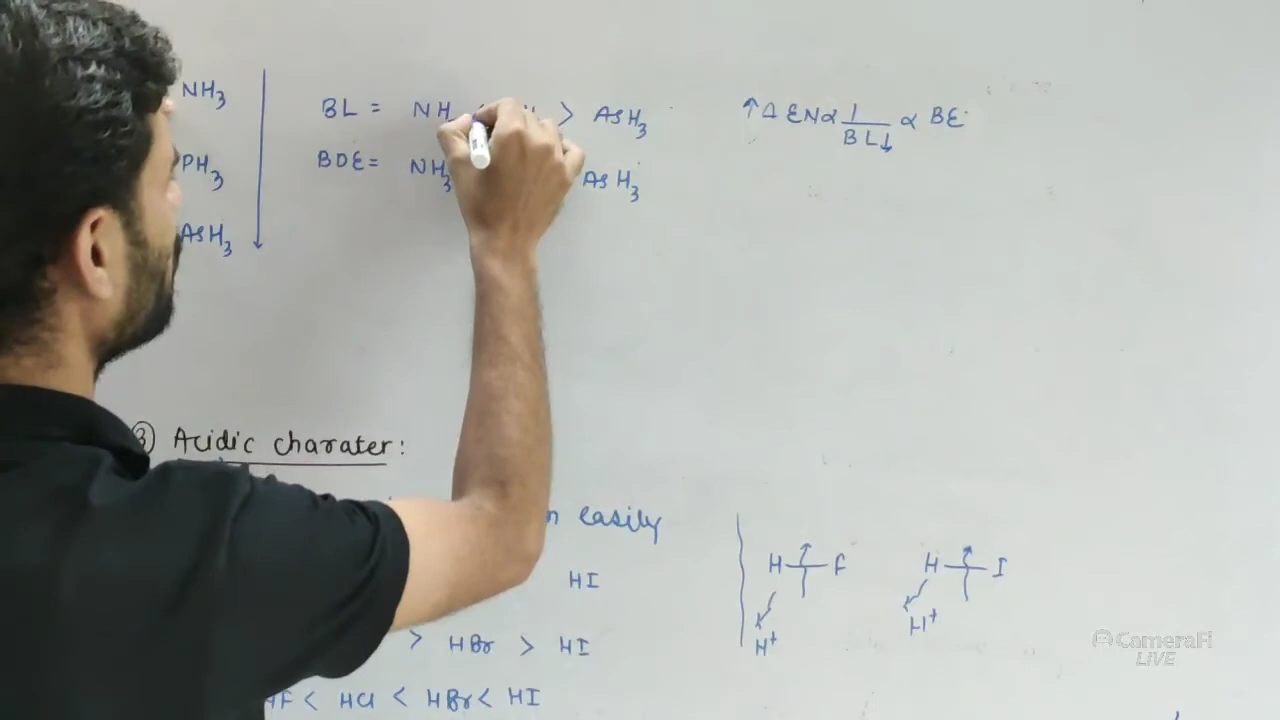 NH3
PH3
AsH3
BL = NH > AsH3
BDE = NH3 AsH3
↑Δ EN ∝ 1/BL↓ ∝ BE
③ Acidic charater:
easily
HI
> HBr > HI
HF < HCl < HBr < HI
H F
H+
H I
H+
CameraFi
LiVE